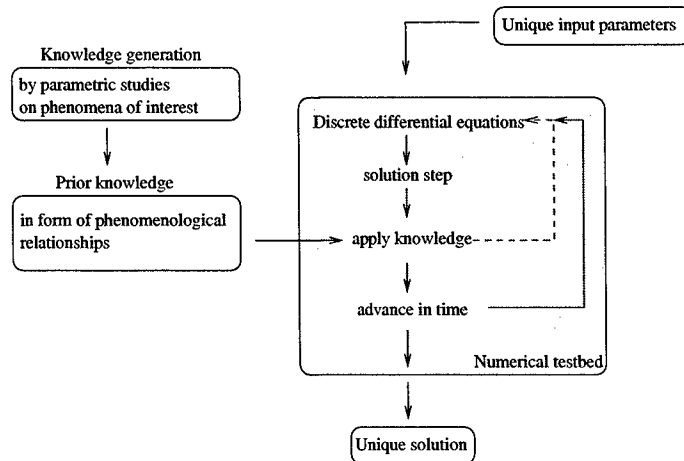 Unique input parameters
Knowledge generation
by parametric studies
on phenomena of interest
Prior knowledge
in form of phenomenological
relationships
Discrete differential equations
solution step
apply knowledge
advance in time
Numerical testbed
Unique solution